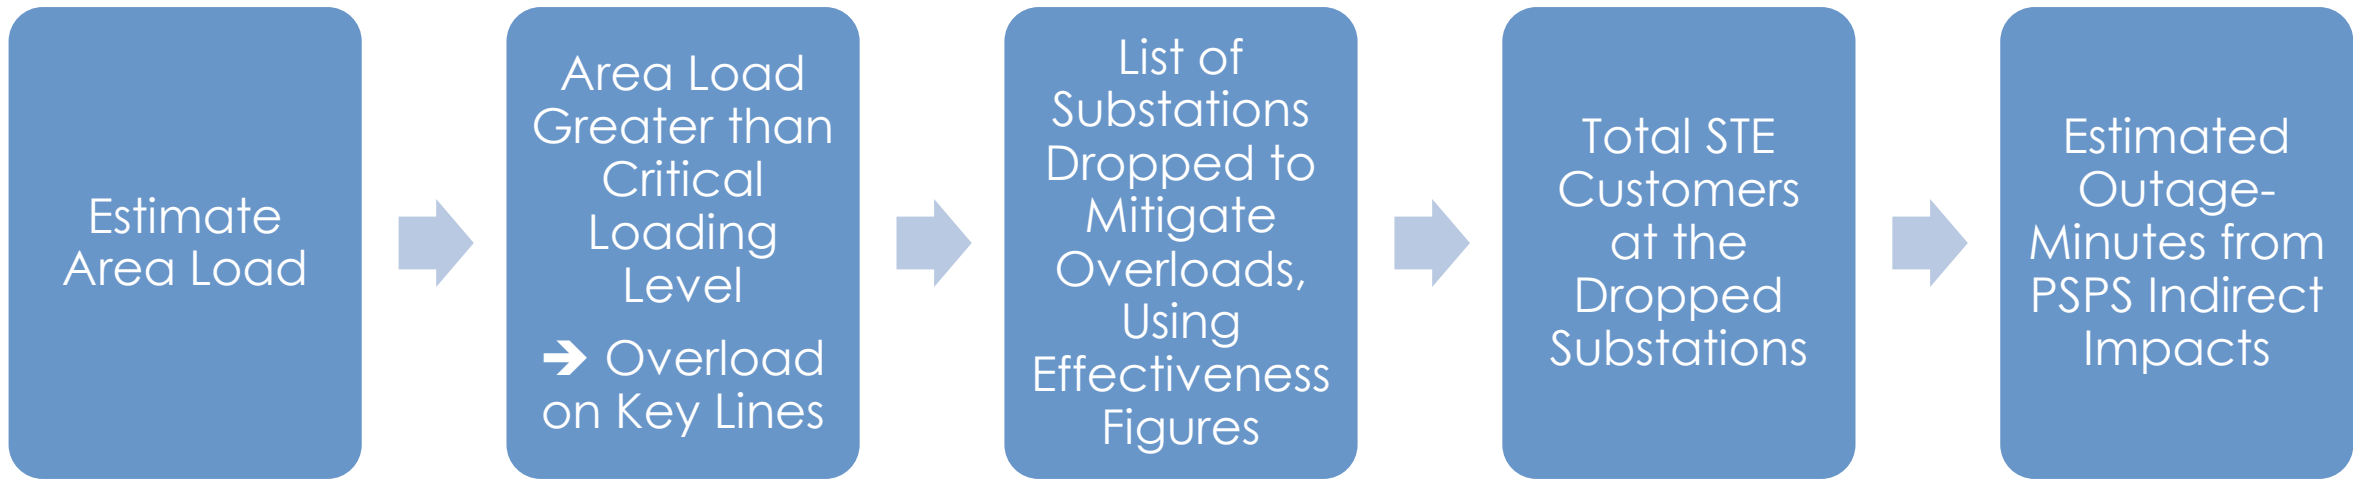 Estimate
Area Load
Area Load
Greater than
Critical
Loading
Level
➔ Overload
on Key Lines
List of
Substations
Dropped to
Mitigate
Overloads,
Using
Effectiveness
Figures
Total STE
Customers
at the
Dropped
Substations
Estimated
Outage-
Minutes from
PSPS Indirect
Impacts